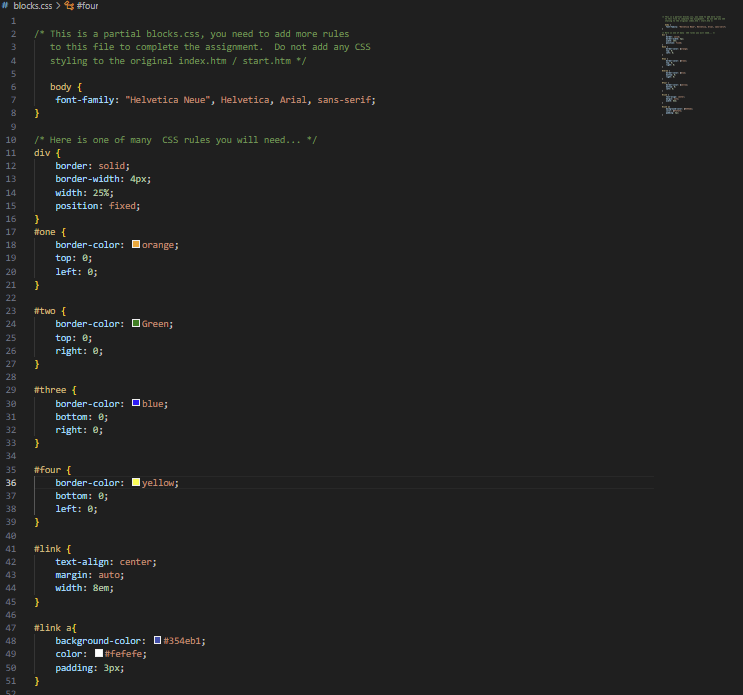 # blocks.css > #four
1
2 /* This is a partial blocks.css, you need to add more rules
3 to this file to complete the assignment.  Do not add any CSS
4 styling to the original index.htm / start.htm */
5
6 body {
7 font-family: "Helvetica Neue", Helvetica, Arial, sans-serif;
8 }
9
10 /* Here is one of many  CSS rules you will need... */
11 div {
12 border: solid;
13 border-width: 4px;
14 width: 25%;
15 position: fixed;
16 }
17 #one {
18 border-color: orange;
19 top: 0;
20 left: 0;
21 }
22
23 #two {
24 border-color: Green;
25 top: 0;
26 right: 0;
27 }
28
29 #three {
30 border-color: blue;
31 bottom: 0;
32 right: 0;
33 }
34
35 #four {
36 border-color: yellow;
37 bottom: 0;
38 left: 0;
39 }
40
41 #link {
42 text-align: center;
43 margin: auto;
44 width: 8em;
45 }
46
47 #link a{
48 background-color: #354eb1;
49 color: #fefefe;
50 padding: 3px;
51 }
52